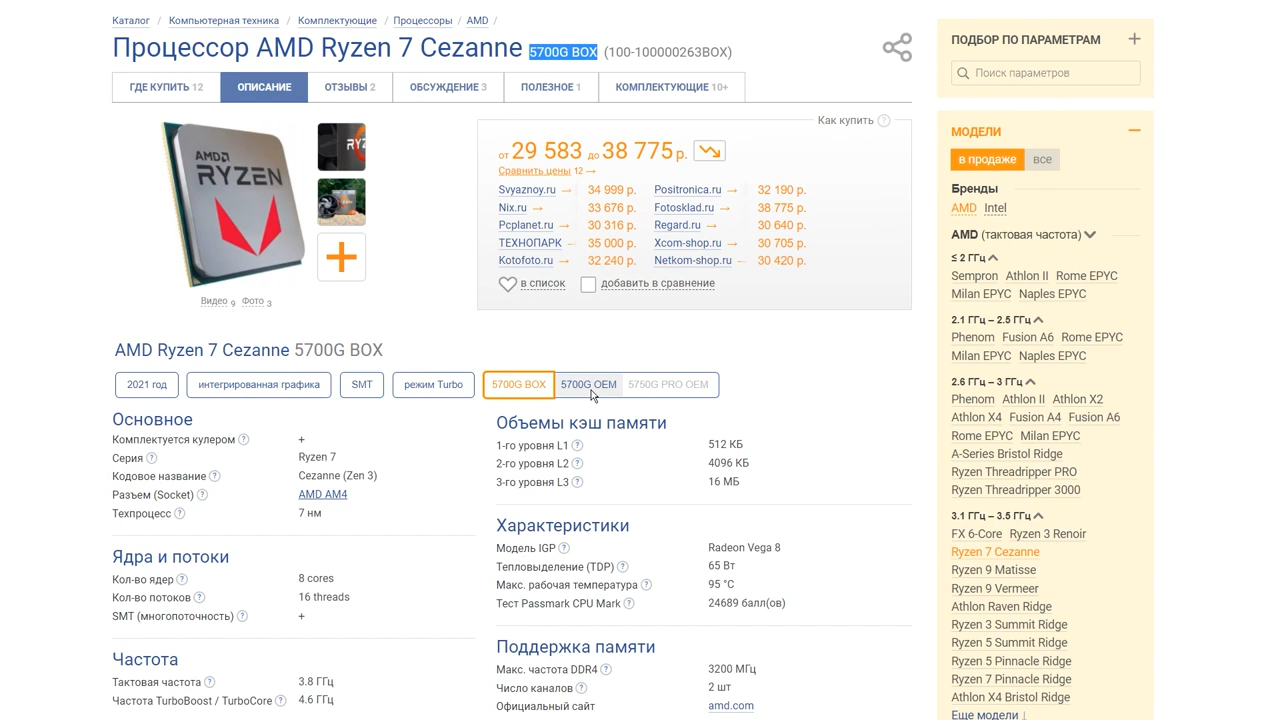 Каталог / Компьютерная техника / Комплектующие / Процессоры / AMD /
Процессор AMD Ryzen 7 Cezanne 5700G BOX (100-100000263BOX)
ГДЕ КУПИТЬ 12 ОПИСАНИЕ ОТЗЫВЫ 2 ОБСУЖДЕНИЕ 3 ПОЛЕЗНОЕ 1 КОМПЛЕКТУЮЩИЕ 10+
AMD
RYZEN
RYZ
Видео 9 Фото 3
Как купить ?
от 29 583 до 38 775 р.
Сравнить цены 12 →
Svyaznoy.ru → 34 999 р. Positronica.ru → 32 190 р.
Nix.ru → 33 676 р. Fotosklad.ru → 38 775 р.
Pcplanet.ru → 30 316 р. Regard.ru → 30 640 р.
ТЕХНОПАРК → 35 000 р. Xcom-shop.ru → 30 705 р.
Kotofoto.ru → 32 240 р. Netkom-shop.ru → 30 420 р.
в список добавить в сравнение
AMD Ryzen 7 Cezanne 5700G BOX
2021 год интегрированная графика SMT режим Turbo 5700G BOX 5700G OEM 5750G PRO OEM
Основное
Комплектуется кулером ? +
Серия ? Ryzen 7
Кодовое название ? Cezanne (Zen 3)
Разъем (Socket) ? AMD AM4
Техпроцесс ? 7 нм
Ядра и потоки
Кол-во ядер ? 8 cores
Кол-во потоков ? 16 threads
SMT (многопоточность) ? +
Частота
Тактовая частота ? 3.8 ГГц
Частота TurboBoost / TurboCore ? 4.6 ГГц
Объемы кэш памяти
1-го уровня L1 ? 512 КБ
2-го уровня L2 ? 4096 КБ
3-го уровня L3 ? 16 МБ
Характеристики
Модель IGP ? Radeon Vega 8
Тепловыделение (TDP) ? 65 Вт
Макс. рабочая температура ? 95 °C
Тест Passmark CPU Mark ? 24689 балл(ов)
Поддержка памяти
Макс. частота DDR4 ? 3200 МГц
Число каналов ? 2 шт
Официальный сайт amd.com
ПОДБОР ПО ПАРАМЕТРАМ +
Поиск параметров
МОДЕЛИ −
в продаже все
Бренды
AMD Intel
AMD (тактовая частота)
≤ 2 ГГц
Sempron Athlon II Rome EPYC
Milan EPYC Naples EPYC
2.1 ГГц – 2.5 ГГц
Phenom Fusion A6 Rome EPYC
Milan EPYC Naples EPYC
2.6 ГГц – 3 ГГц
Phenom Athlon II Athlon X2
Athlon X4 Fusion A4 Fusion A6
Rome EPYC Milan EPYC
A-Series Bristol Ridge
Ryzen Threadripper PRO
Ryzen Threadripper 3000
3.1 ГГц – 3.5 ГГц
FX 6-Core Ryzen 3 Renoir
Ryzen 7 Cezanne
Ryzen 9 Matisse
Ryzen 9 Vermeer
Athlon Raven Ridge
Ryzen 3 Summit Ridge
Ryzen 5 Summit Ridge
Ryzen 5 Pinnacle Ridge
Ryzen 7 Pinnacle Ridge
Athlon X4 Bristol Ridge
Еще модели ↓